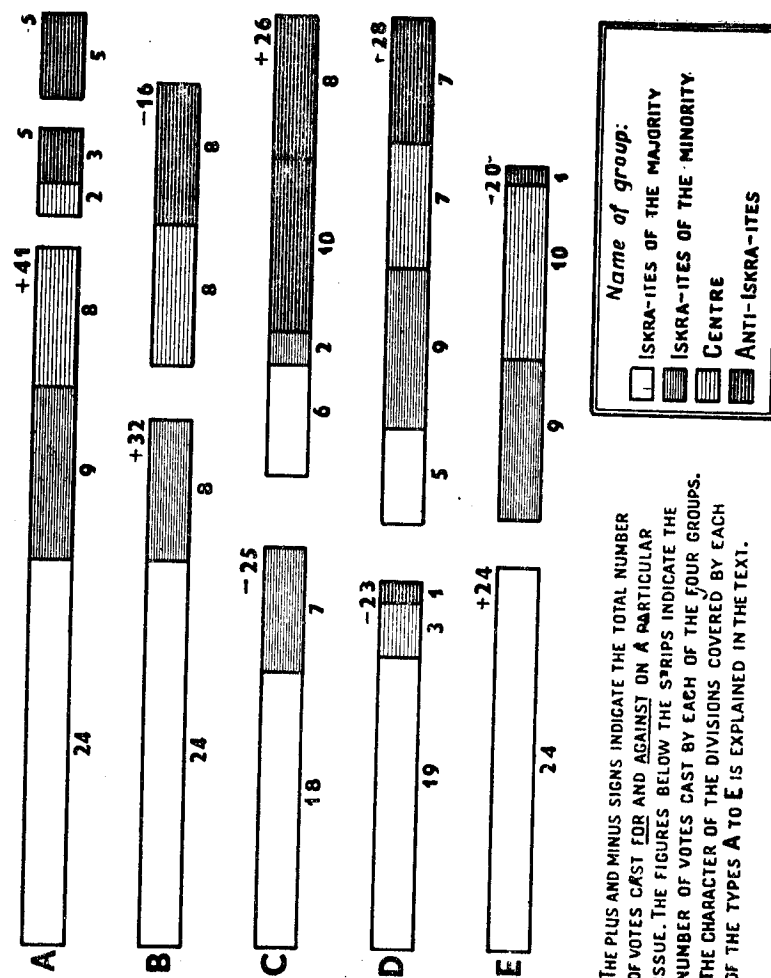 A
+41 5 5
24 9 8 2 3 5
B
+32 -16
24 8 8 8
C
-25 +26
18 7 6 2 10 8
D
-23 +28
19 3 1 5 9 7 7
E
+24 -20
24 9 10 1
THE PLUS AND MINUS SIGNS INDICATE THE TOTAL NUMBER
OF VOTES CAST FOR AND AGAINST ON A PARTICULAR
SSUE. THE FIGURES BELOW THE STRIPS INDICATE THE
NUMBER OF VOTES CAST BY EACH OF THE FOUR GROUPS.
THE CHARACTER OF THE DIVISIONS COVERED BY EACH
OF THE TYPES A TO E IS EXPLAINED IN THE TEXT.
Name of group:
ISKRA-ITES OF THE MAJORITY
ISKRA-ITES OF THE MINORITY.
CENTRE
ANTI-ISKRA-ITES